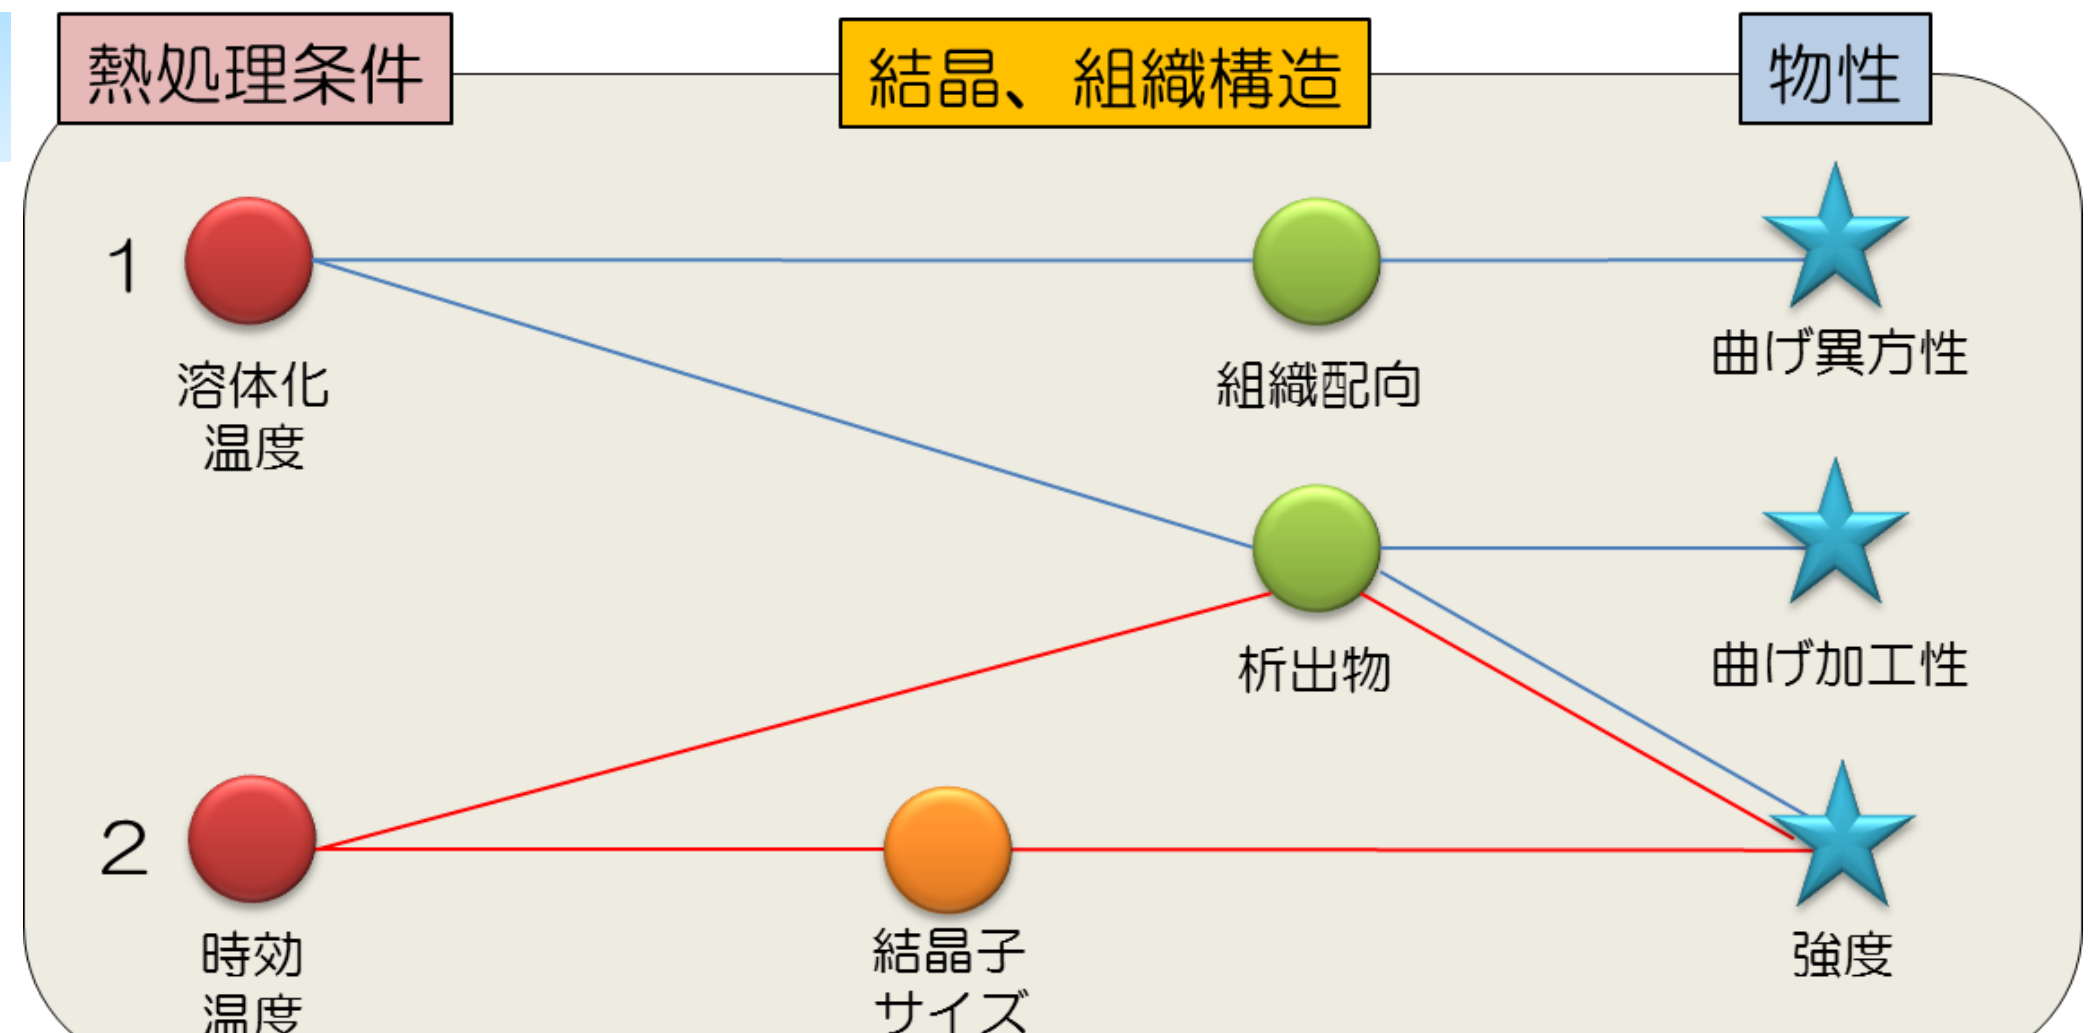 熱処理条件
結晶、組織構造
物性
1
溶体化
温度
組織配向
曲げ異方性
析出物
曲げ加工性
2
時効
温度
結晶子
サイズ
強度